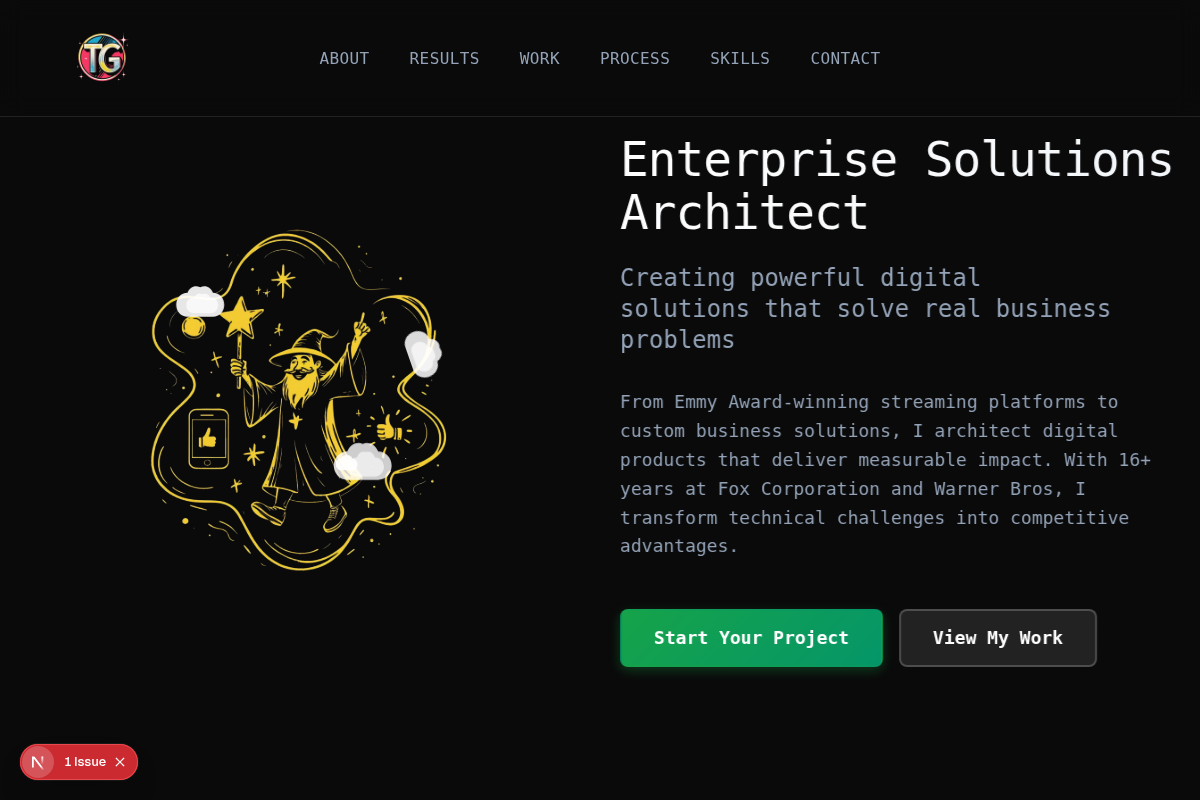 TG
ABOUT RESULTS WORK PROCESS SKILLS CONTACT
Enterprise Solutions
Architect
Creating powerful digital
solutions that solve real business
problems
From Emmy Award-winning streaming platforms to
custom business solutions, I architect digital
products that deliver measurable impact. With 16+
years at Fox Corporation and Warner Bros, I
transform technical challenges into competitive
advantages.
Start Your Project View My Work
N 1 Issue